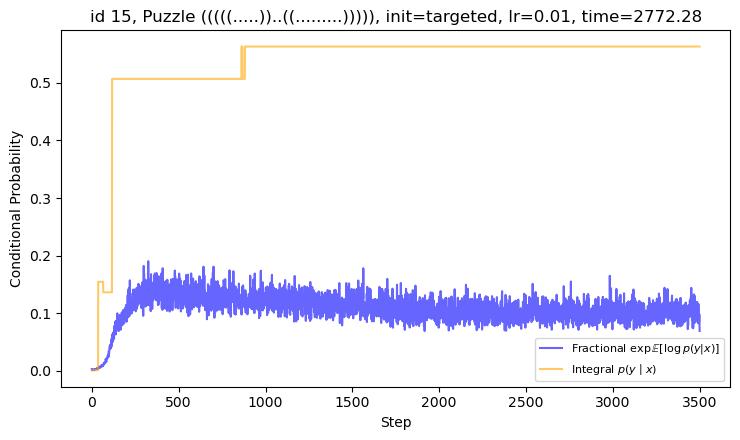 id 15, Puzzle (((((.....))..((.........))))), init=targeted, lr=0.01, time=2772.28
Conditional Probability
0.5
0.4
0.3
0.2
0.1
0.0
Fractional exp 𝔼[log p(y|x)]
Integral p(y | x)
0 500 1000 1500 2000 2500 3000 3500
Step